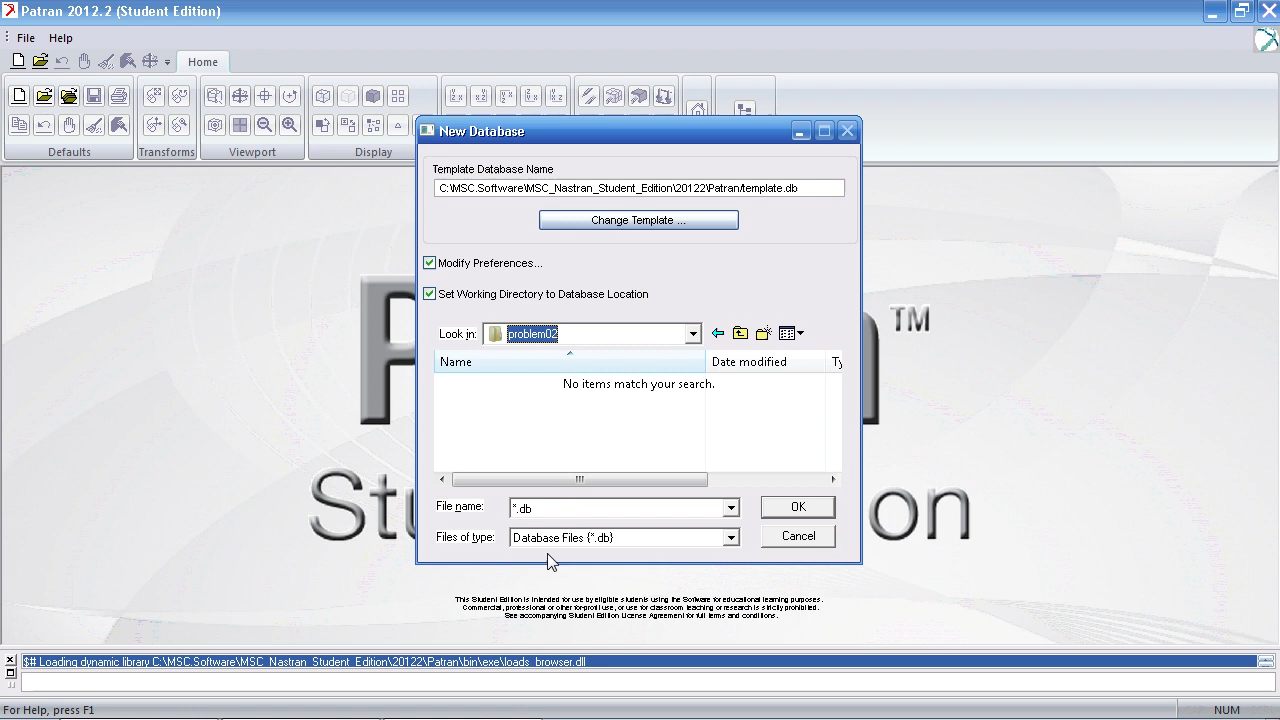 Patran 2012.2 (Student Edition)
File Help
Home
Defaults Transforms Viewport Display
New Database
Template Database Name
C:\MSC.Software\MSC_Nastran_Student_Edition\20122\Patran/template.db
Change Template ...
Modify Preferences...
Set Working Directory to Database Location
Look in: problem02
Name Date modified Ty
No items match your search.
File name: *.db OK
Files of type: Database Files {*.db} Cancel
TM
This Student Edition is intended for use by eligible students using the Software for educational learning purposes.
Commercial, professional or other for-profit use, or use for classroom teaching or research is strictly prohibited.
See accompanying Student Edition License Agreement for full terms and conditions.
$# Loading dynamic library C:\MSC.Software\MSC_Nastran_Student_Edition\20122\Patran\bin\exe\loads_browser.dll
For Help, press F1 NUM